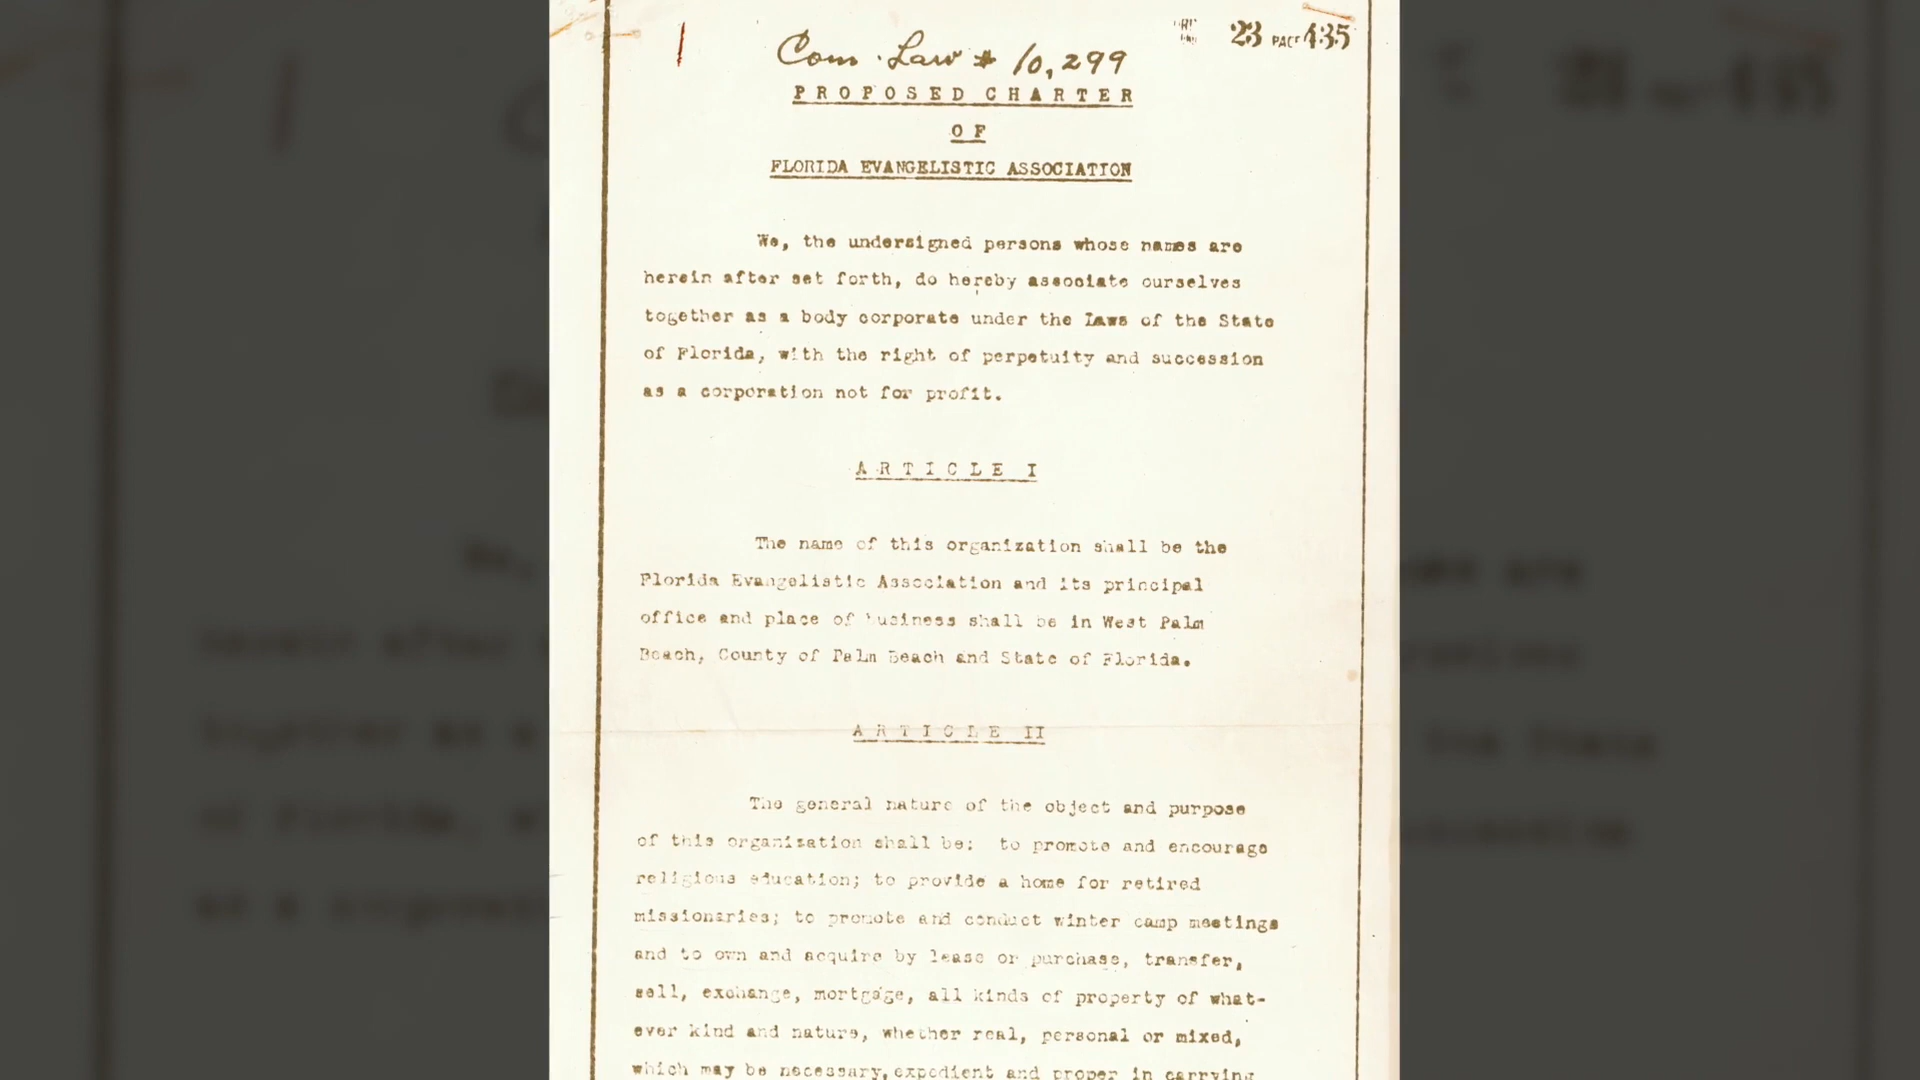 Com. Law # 10,299
23 PAGE 435
PROPOSED CHARTER
OF
FLORIDA EVANGELISTIC ASSOCIATION
We, the undersigned persons whose names are
herein after set forth, do hereby associate ourselves
together as a body corporate under the Laws of the State
of Florida, with the right of perpetuity and succession
as a corporation not for profit.
ARTICLE I
The name of this organization shall be the
Florida Evangelistic Association and its principal
office and place of business shall be in West Palm
Beach, County of Palm Beach and State of Florida.
ARTICLE II
The general nature of the object and purpose
of this organization shall be: to promote and encourage
religious education; to provide a home for retired
missionaries; to promote and conduct winter camp meetings
and to own and acquire by lease or purchase, transfer,
sell, exchange, mortgage, all kinds of property of what-
ever kind and nature, whether real, personal or mixed,
which may be necessary, expedient and proper in carrying